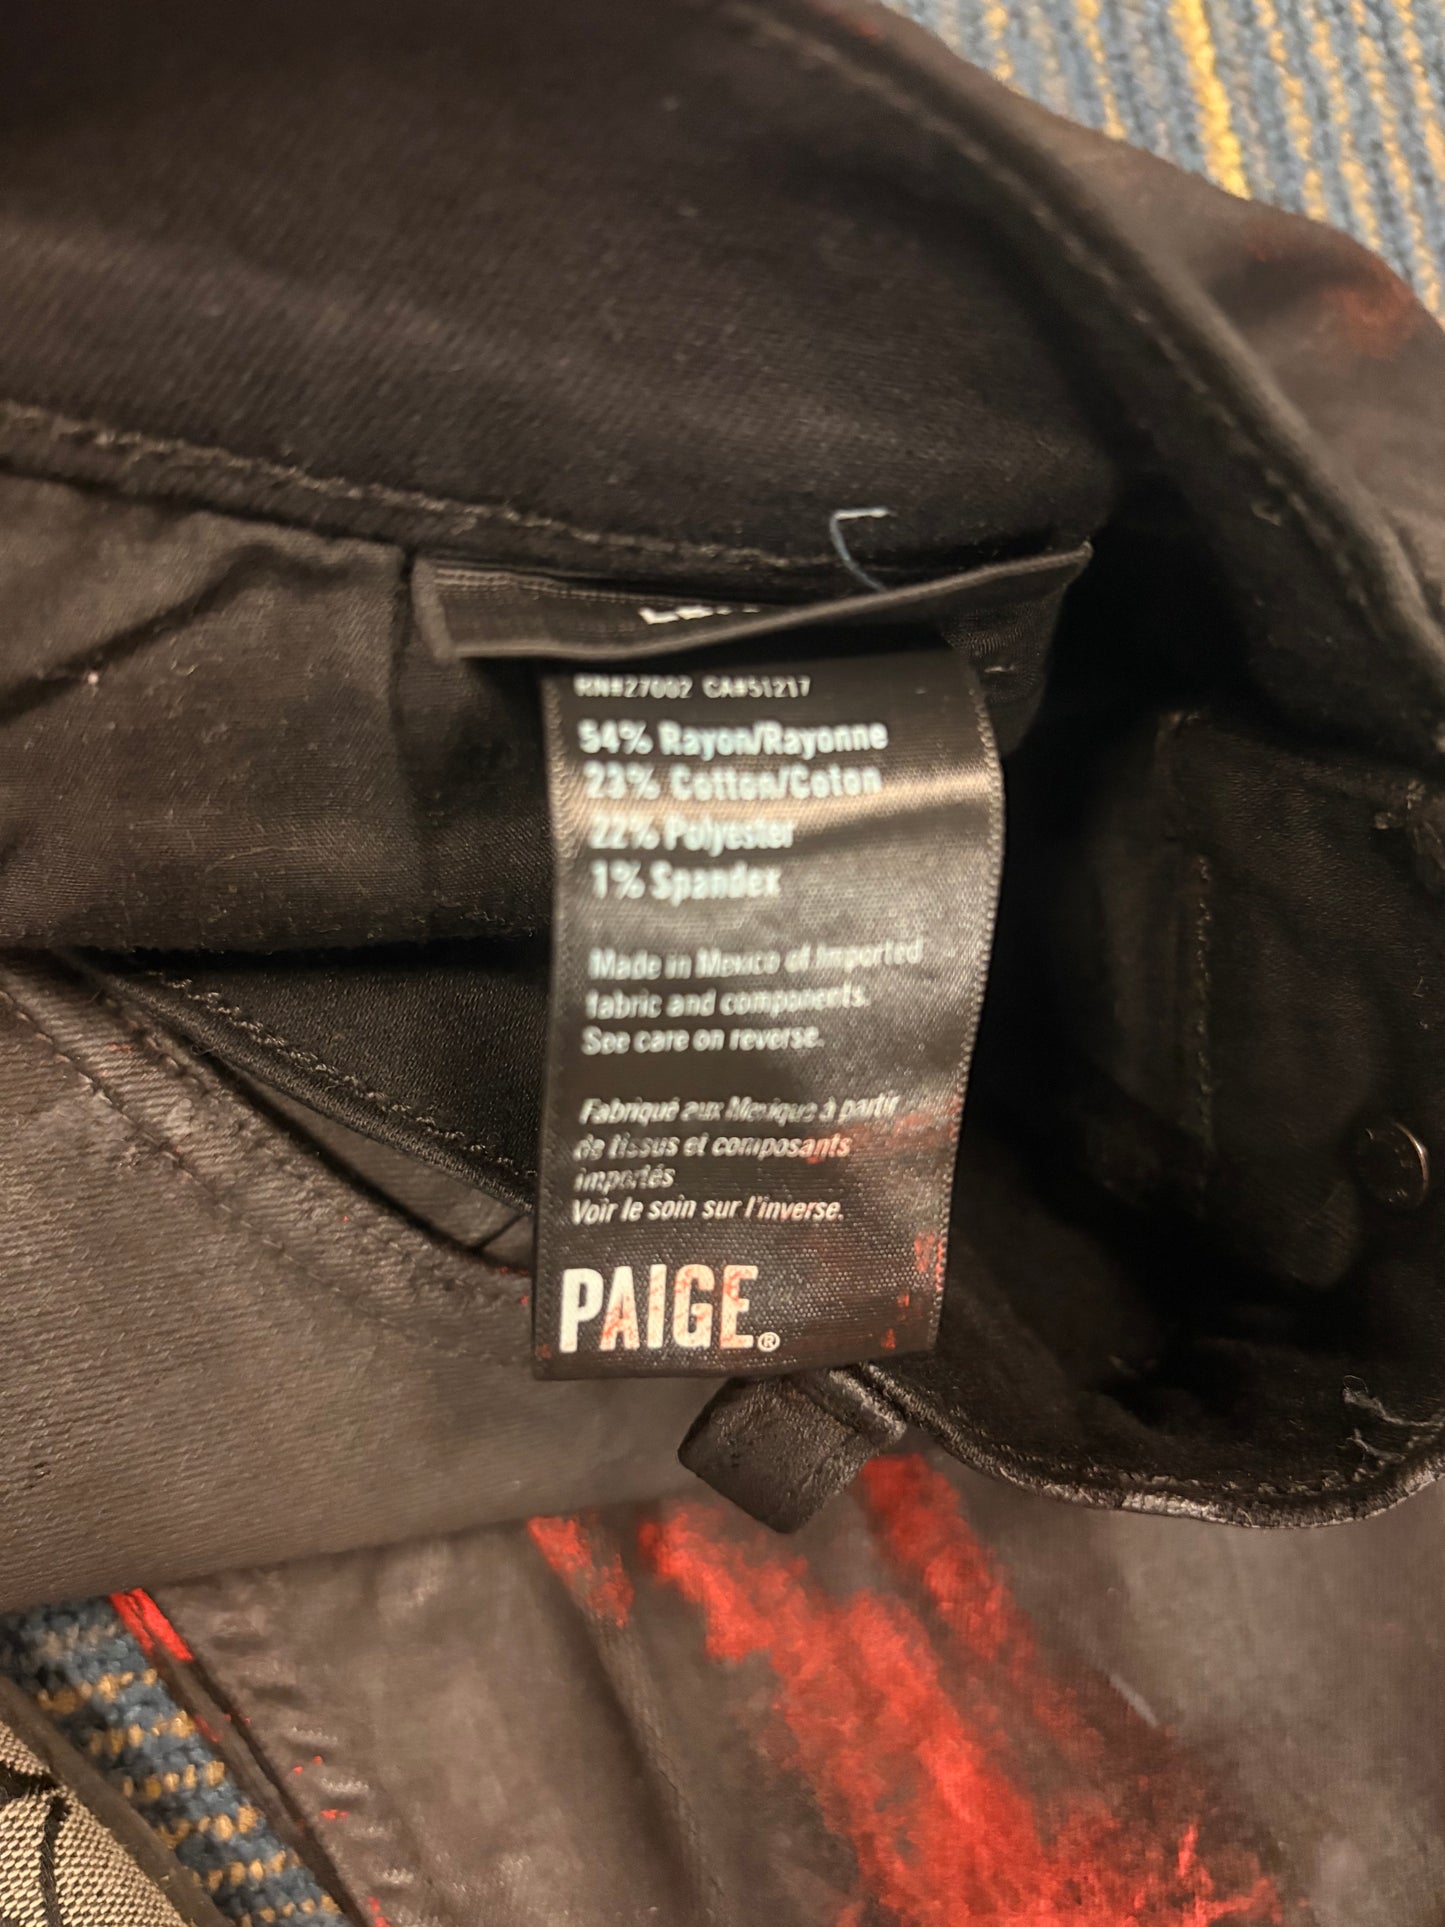 RN#27002 CA#51217
54% Rayon/Rayonne
23% Cotton/Coton
22% Polyester
1% Spandex
Made in Mexico of Imported
fabric and components.
See care on reverse.
Fabriqué aux Mexique à partir
de tissus et composants
importés
Voir le soin sur l'inverse.
PAIGE®